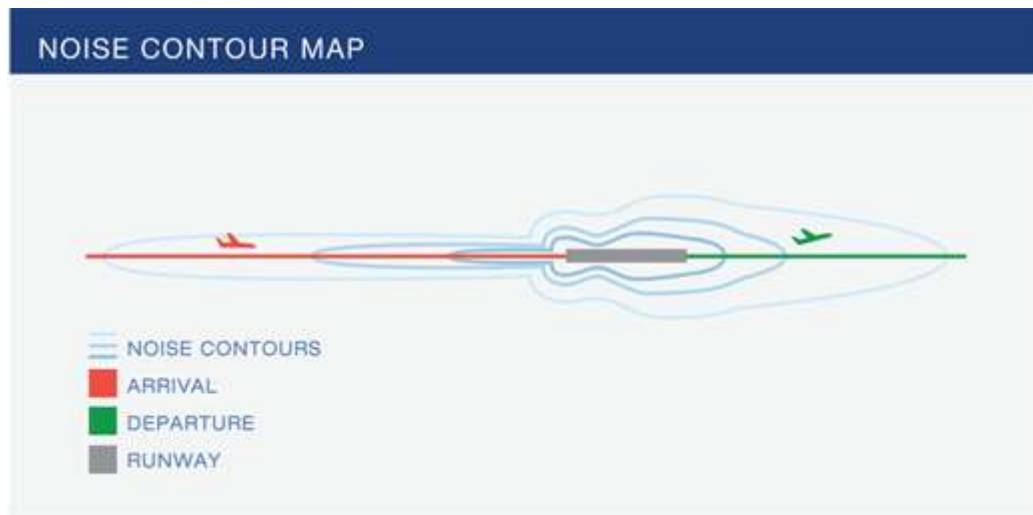 NOISE CONTOUR MAP
NOISE CONTOURS
ARRIVAL
DEPARTURE
RUNWAY